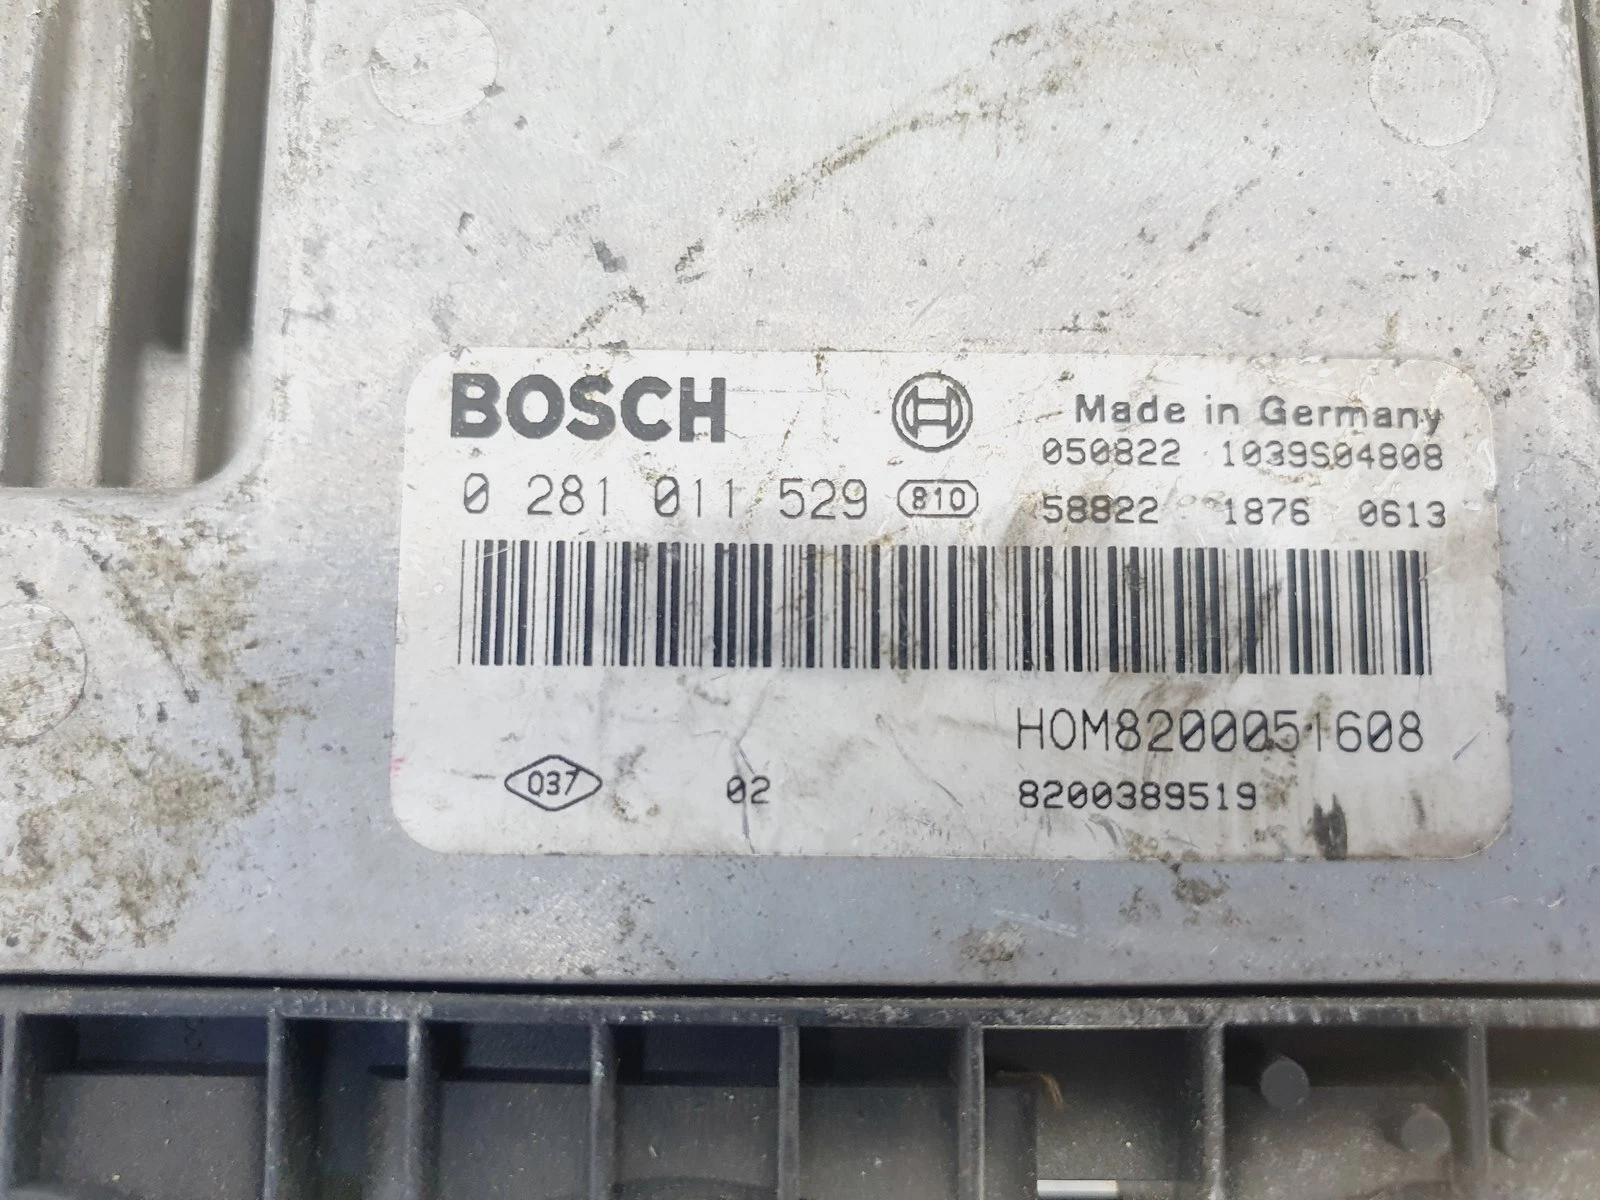 BOSCH
Made in Germany
050822 1039S04808
0 281 011 529 810
58822 1876 0613
HOM8200051608
037 02 8200389519